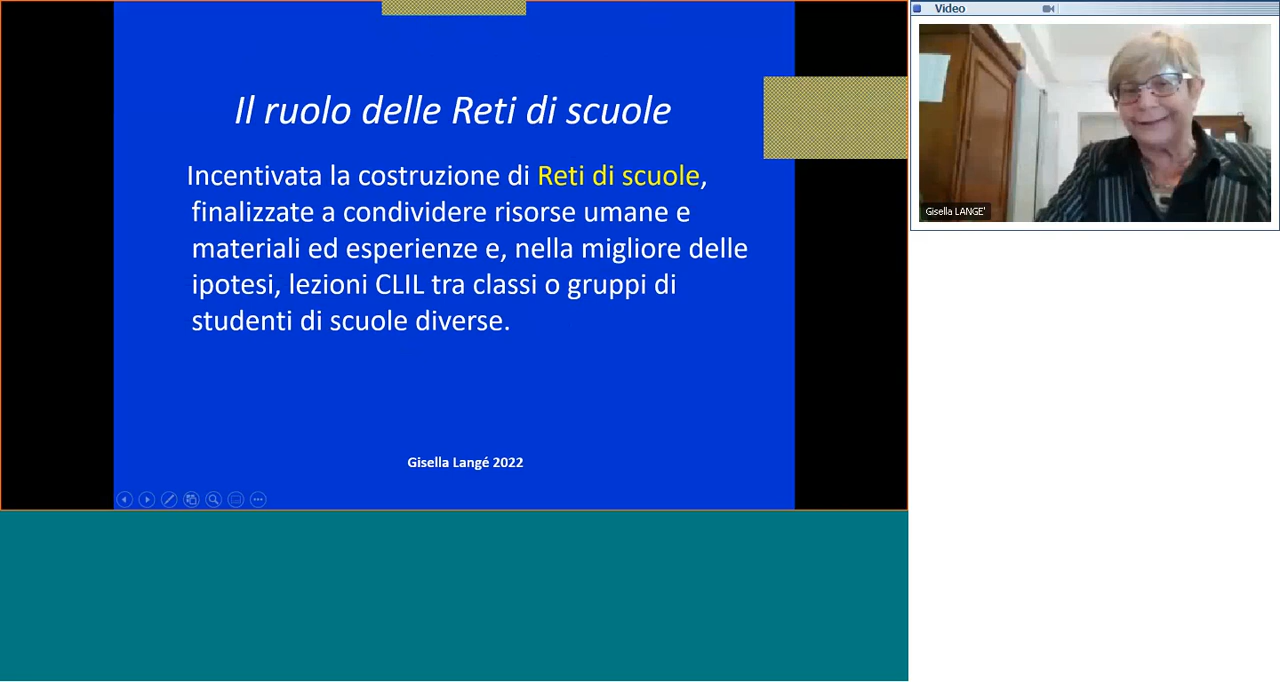 Il ruolo delle Reti di scuole
Incentivata la costruzione di Reti di scuole,
finalizzate a condividere risorse umane e
materiali ed esperienze e, nella migliore delle
ipotesi, lezioni CLIL tra classi o gruppi di
studenti di scuole diverse.
Gisella Langé 2022
Video
Gisella LANGE'